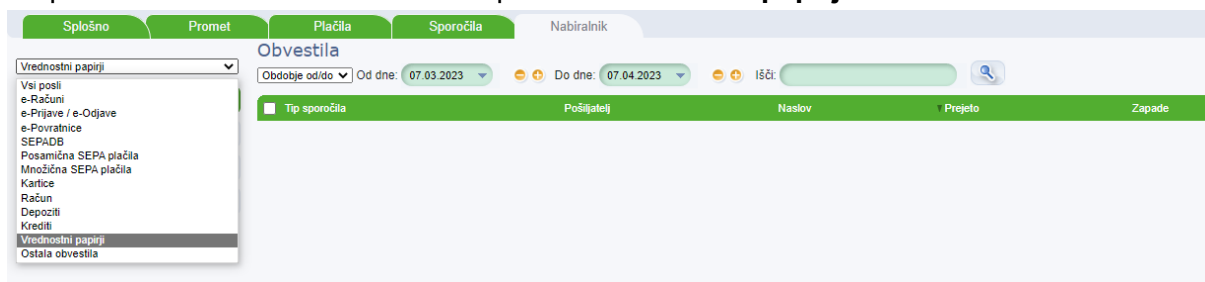 Splošno Promet Plačila Sporočila Nabiralnik
Obvestila
Vrednostni papirji
Obdobje od/do Od dne: 07.03.2023 Do dne: 07.04.2023 Išči:
Tip sporočila Pošiljatelj Naslov Prejeto Zapade
Vsi posli
e-Računi
e-Prijave / e-Odjave
e-Povratnice
SEPADB
Posamična SEPA plačila
Množična SEPA plačila
Kartice
Račun
Depoziti
Krediti
Vrednostni papirji
Ostala obvestila